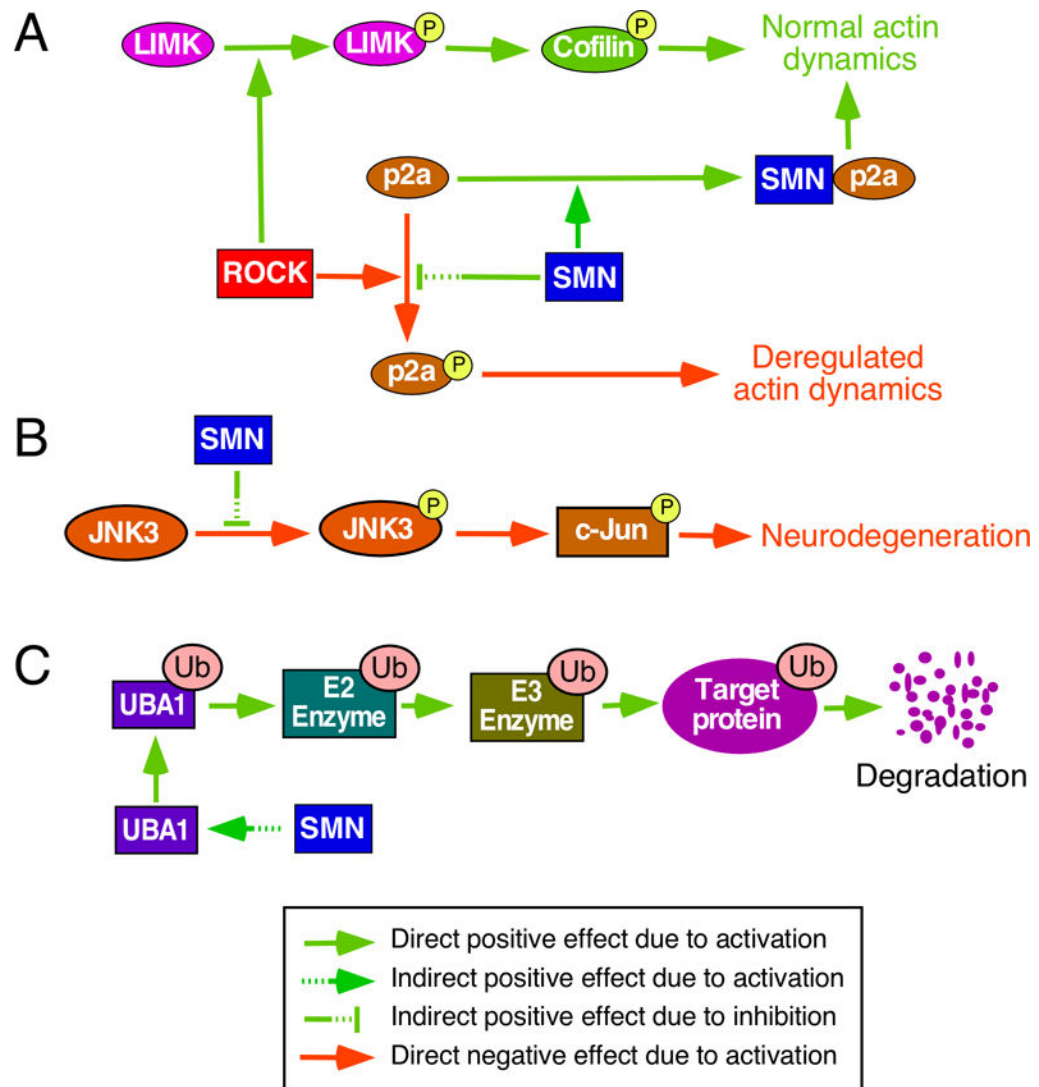 A
LIMK
LIMK
P
Cofilin
P
Normal actin
dynamics
p2a
SMN
p2a
ROCK
SMN
p2a
P
Deregulated
actin dynamics
B
SMN
JNK3
JNK3
P
c-Jun
P
Neurodegeneration
C
UBA1
Ub
E2
Enzyme
Ub
E3
Enzyme
Ub
Target
protein
Ub
Degradation
UBA1
SMN
Direct positive effect due to activation
Indirect positive effect due to activation
Indirect positive effect due to inhibition
Direct negative effect due to activation